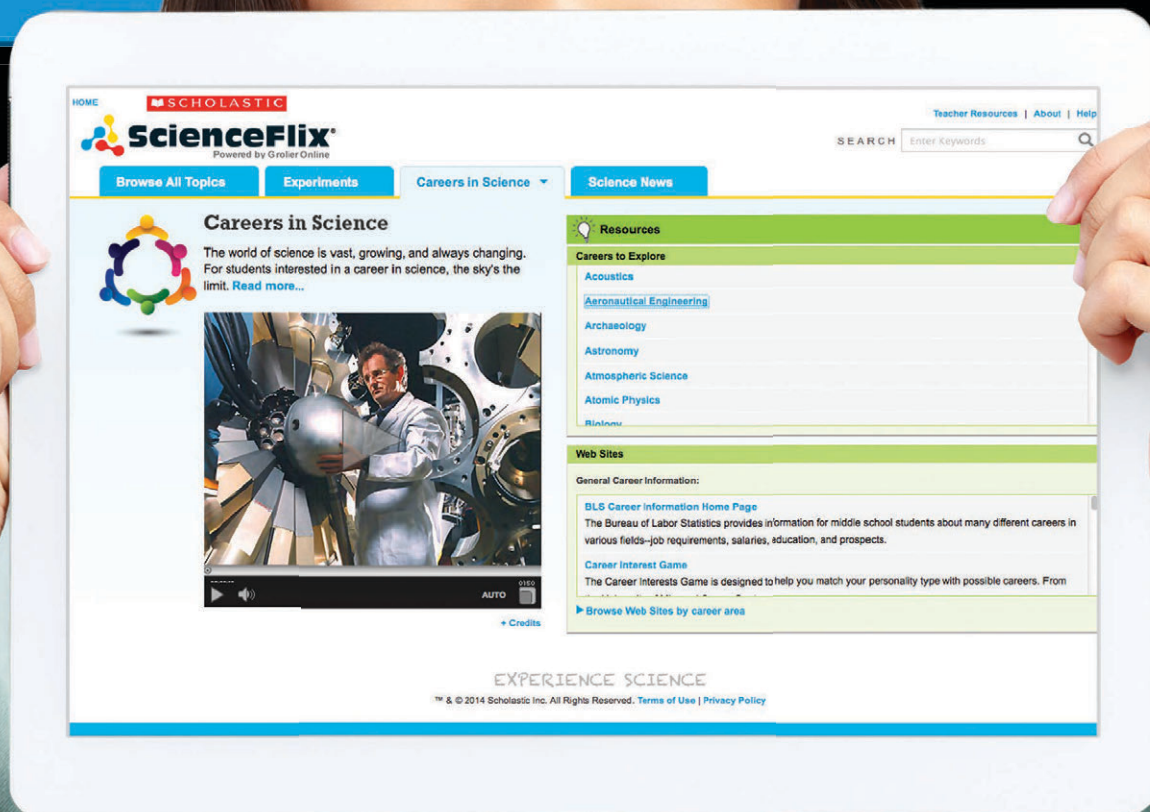 HOME
SCHOLASTIC
ScienceFlix®
Powered by Grolier Online
Teacher Resources | About | Help
SEARCH Enter Keywords
Browse All Topics
Experiments
Careers in Science
Science News
Careers in Science
The world of science is vast, growing, and always changing.
For students interested in a career in science, the sky's the
limit. Read more...
AUTO
01:50
+ Credits
Resources
Careers to Explore
Acoustics
Aeronautical Engineering
Archaeology
Astronomy
Atmospheric Science
Atomic Physics
Biology
Web Sites
General Career Information:
BLS Career Information Home Page
The Bureau of Labor Statistics provides information for middle school students about many different careers in
various fields--job requirements, salaries, education, and prospects.
Career Interest Game
The Career Interests Game is designed to help you match your personality type with possible careers. From
Browse Web Sites by career area
EXPERIENCE SCIENCE
™ & © 2014 Scholastic Inc. All Rights Reserved. Terms of Use | Privacy Policy